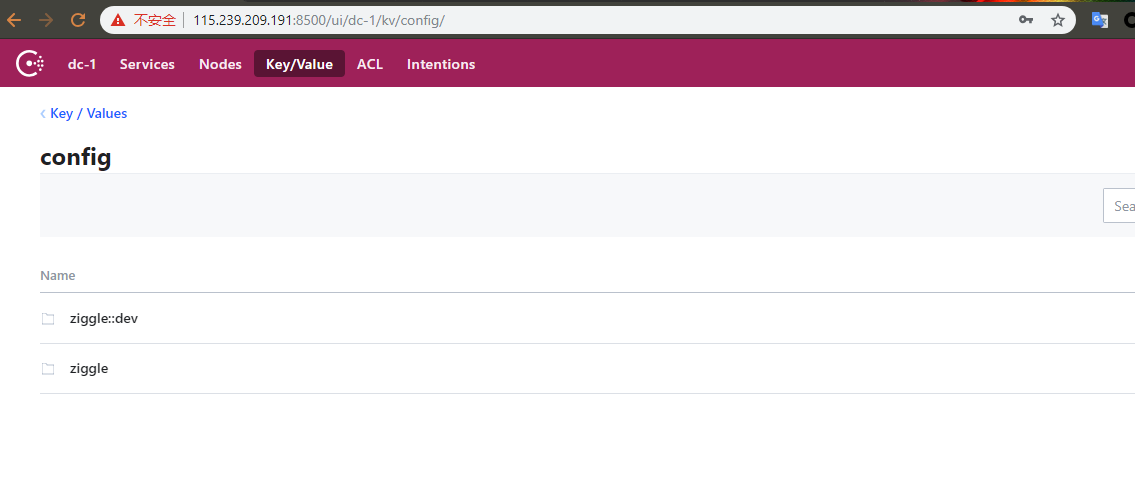 不安全 115.239.209.191:8500/ui/dc-1/kv/config/
dc-1 Services Nodes Key/Value ACL Intentions
‹ Key / Values
config
Name
ziggle::dev
ziggle